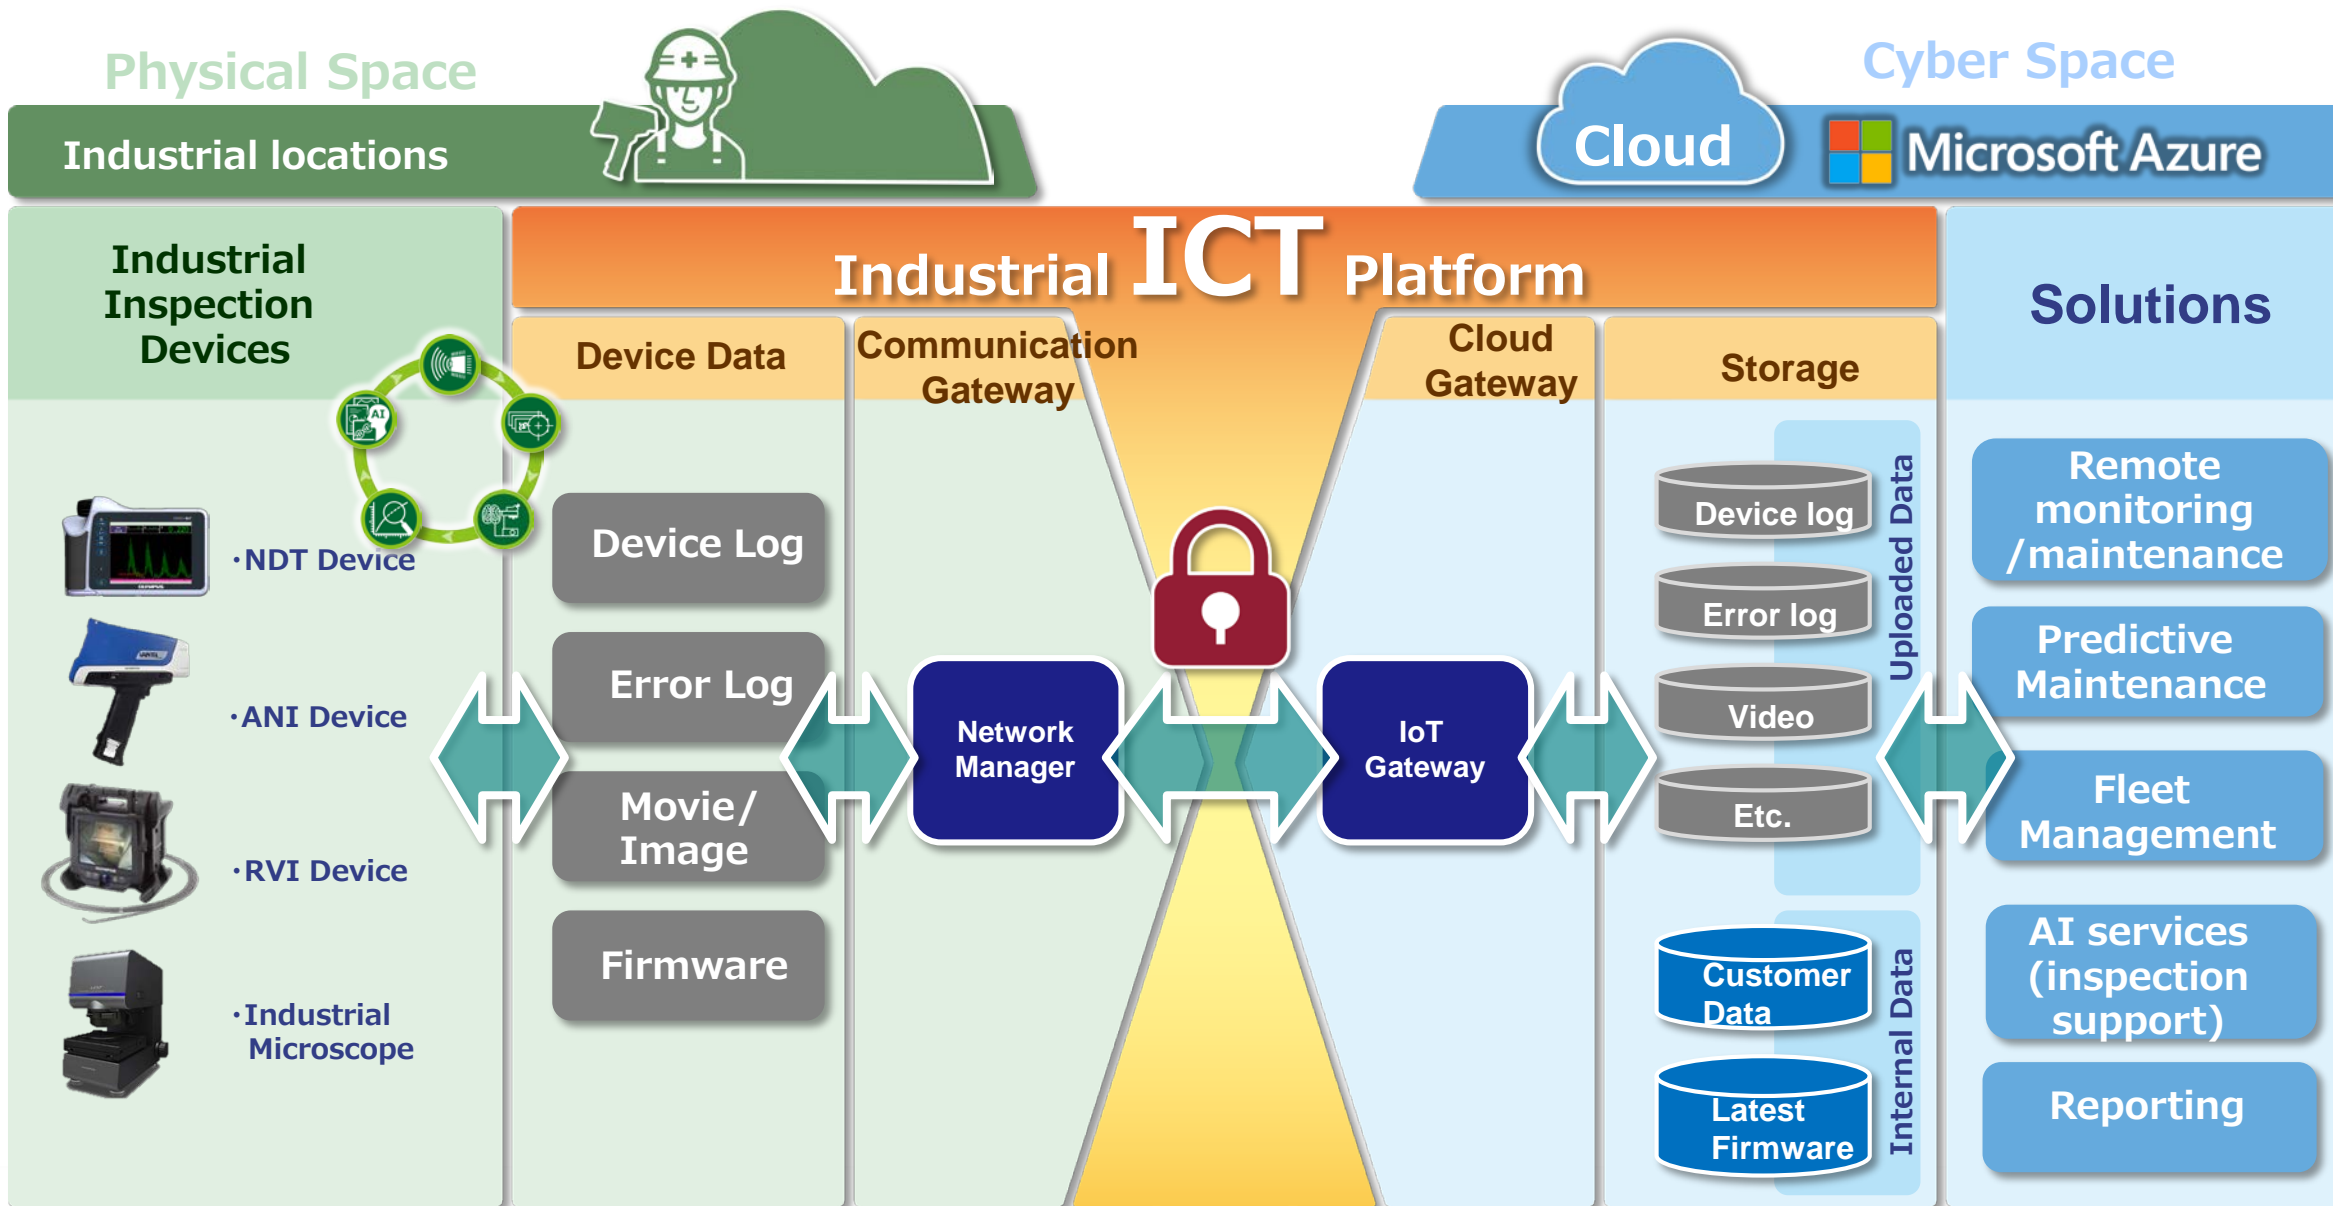 Physical Space
Cyber Space
Industrial locations
Cloud
Microsoft Azure
Industrial
Inspection
Devices
Industrial ICT Platform
Solutions
Device Data
Communication
Gateway
Cloud
Gateway
Storage
AI
・NDT Device
・ANI Device
・RVI Device
・Industrial
Microscope
OLYMPUS
Device Log
Error Log
Movie/
Image
Firmware
Network
Manager
IoT
Gateway
Device log
Error log
Video
Etc.
Uploaded Data
Customer
Data
Latest
Firmware
Internal Data
Remote
monitoring
/maintenance
Predictive
Maintenance
Fleet
Management
AI services
(inspection
support)
Reporting